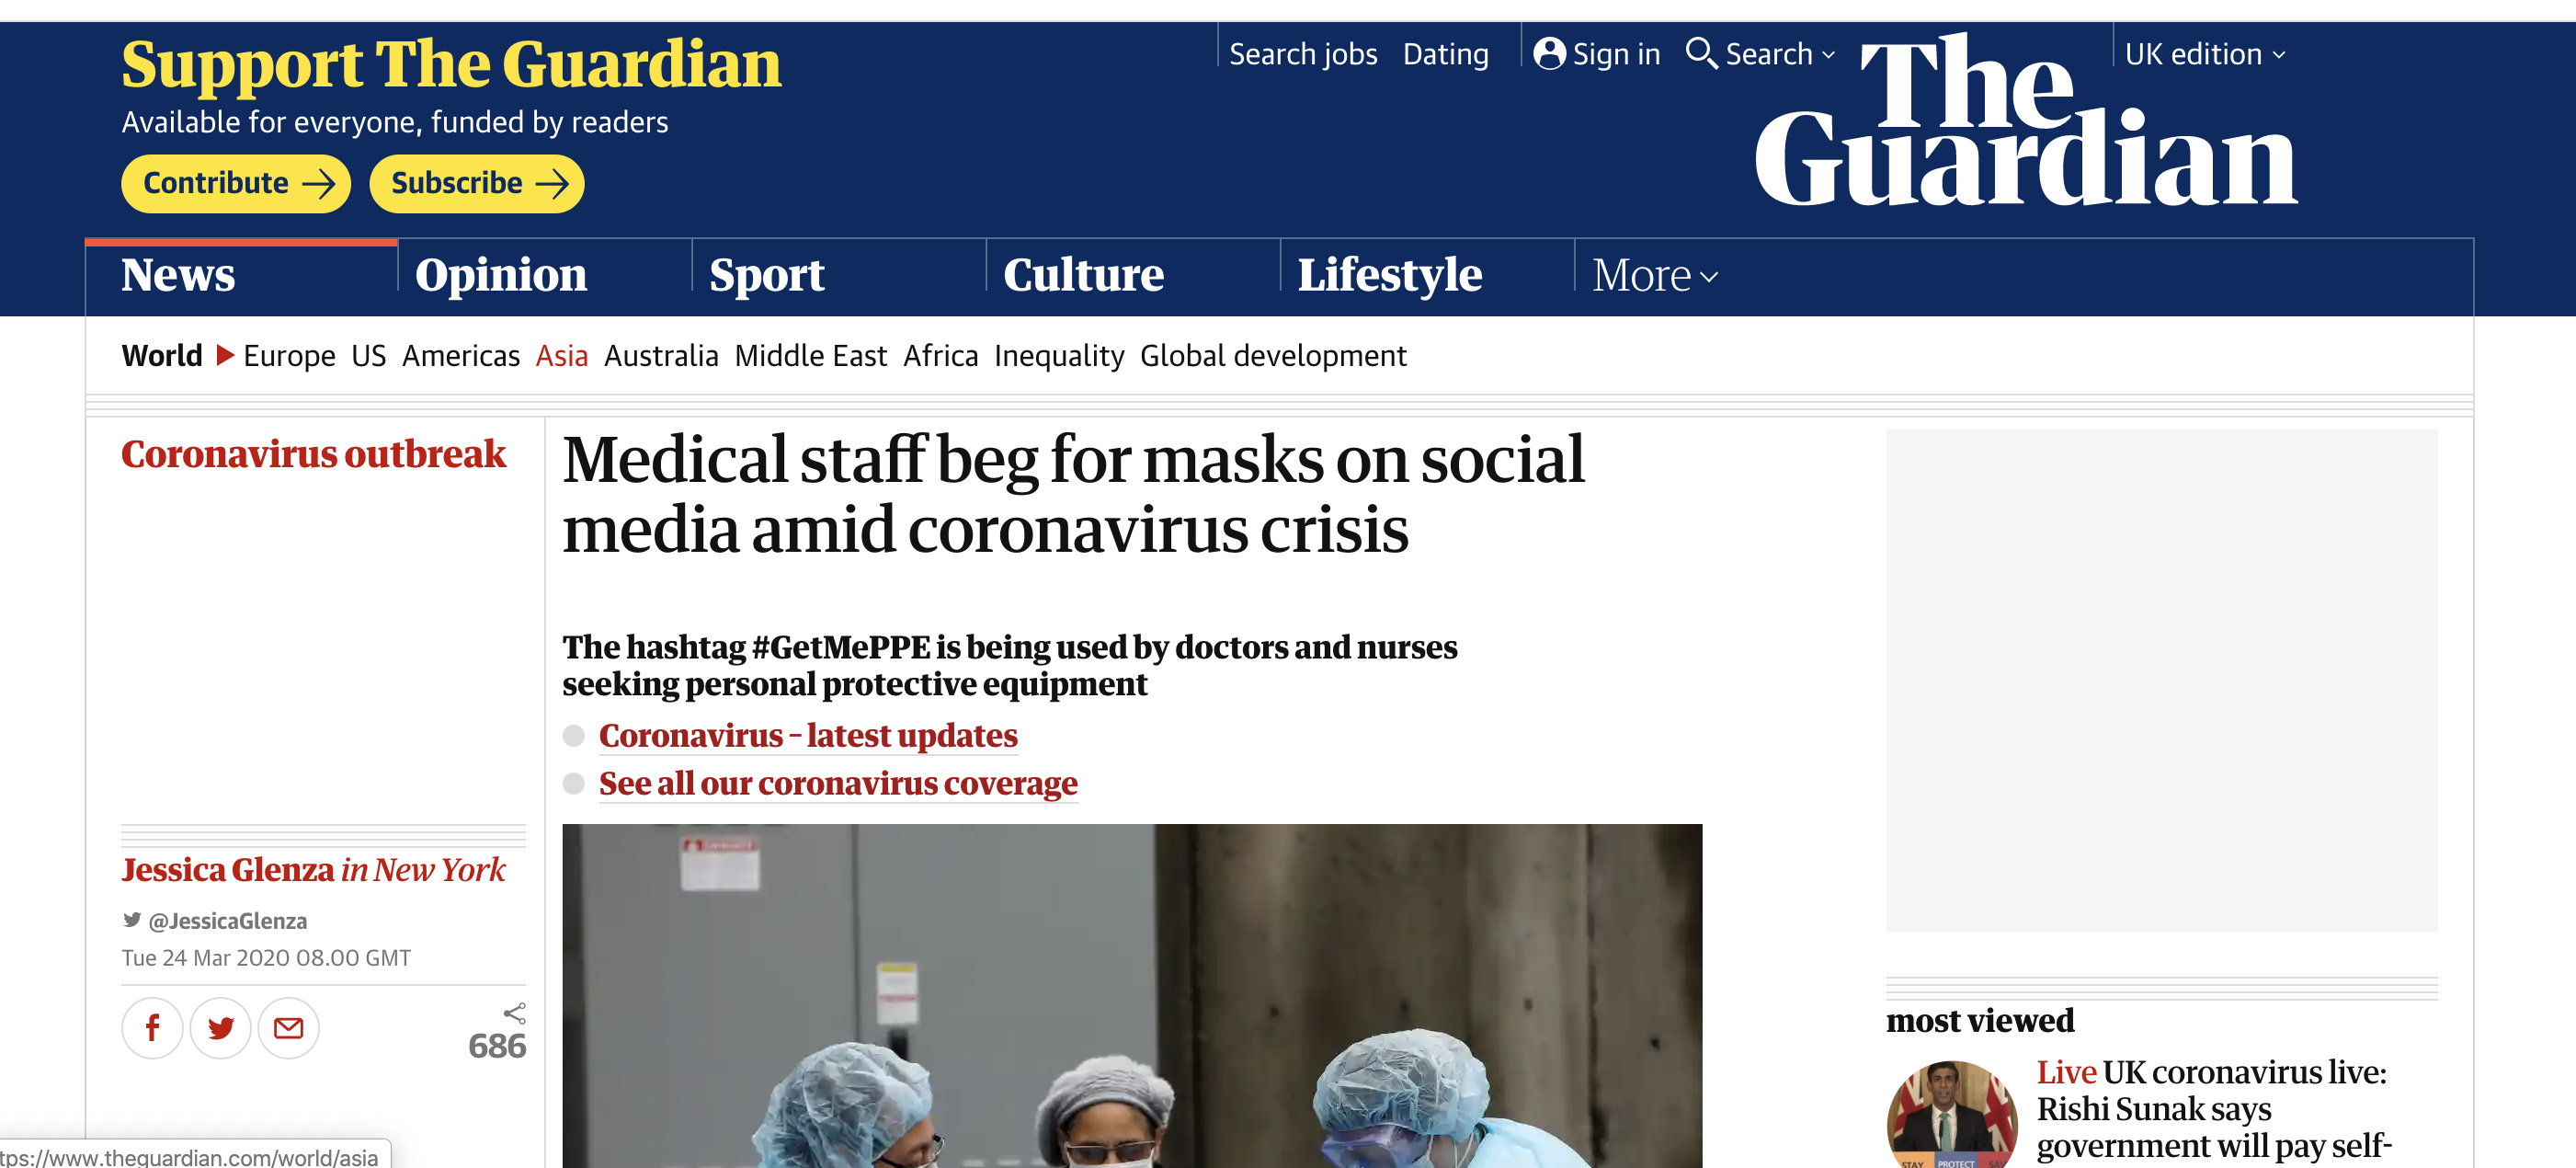 Support The Guardian
Available for everyone, funded by readers
Contribute
Subscribe
Search jobs
Dating
Sign in
Search
UK edition
The
Guardian
News
Opinion
Sport
Culture
Lifestyle
More
World
Europe
US
Americas
Asia
Australia
Middle East
Africa
Inequality
Global development
Coronavirus outbreak
Medical staff beg for masks on social
media amid coronavirus crisis
The hashtag #GetMePPE is being used by doctors and nurses
seeking personal protective equipment
Coronavirus – latest updates
See all our coronavirus coverage
Jessica Glenza in New York
@JessicaGlenza
Tue 24 Mar 2020 08.00 GMT
686
most viewed
Live UK coronavirus live:
Rishi Sunak says
government will pay self-
STAY
PROTECT
tps://www.theguardian.com/world/asia